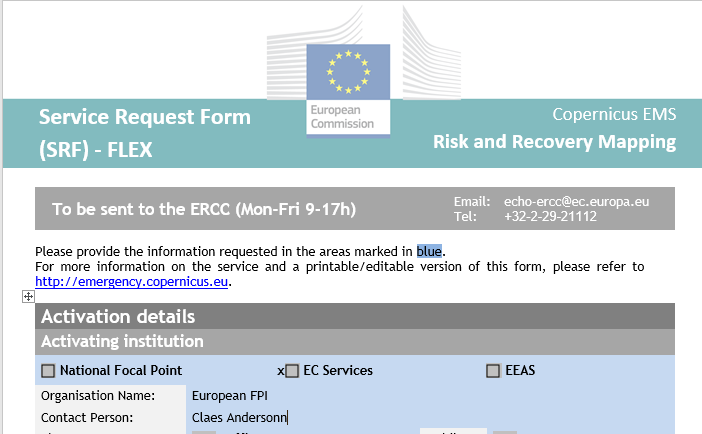 European
Commission
Service Request Form
(SRF) - FLEX
Copernicus EMS
Risk and Recovery Mapping
To be sent to the ERCC (Mon-Fri 9-17h)
Email: echo-ercc@ec.europa.eu
Tel: +32-2-29-21112
Please provide the information requested in the areas marked in blue.
For more information on the service and a printable/editable version of this form, please refer to
http://emergency.copernicus.eu.
Activation details
Activating institution
National Focal Point x EC Services EEAS
Organisation Name: European FPI
Contact Person: Claes Andersonn